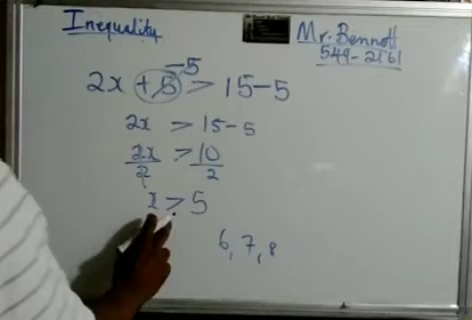 Inequality
Mr. Bennett
549-2161
-5
2x + 5 > 15-5
2x > 15-5
2x/2 > 10/2
x > 5
6, 7, 8